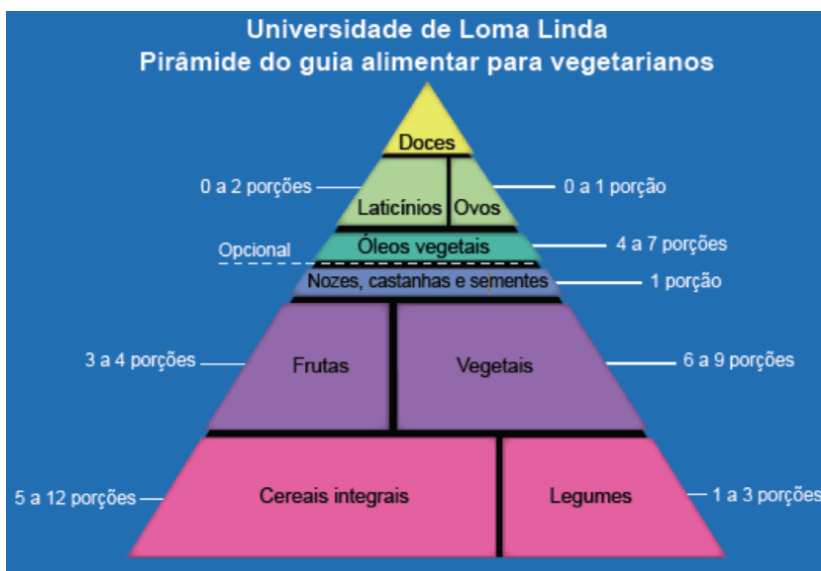 Universidade de Loma Linda
Pirâmide do guia alimentar para vegetarianos
Doces
0 a 2 porções
0 a 1 porção
Laticínios
Ovos
Opcional
Óleos vegetais
4 a 7 porções
Nozes, castanhas e sementes
1 porção
3 a 4 porções
Frutas
Vegetais
6 a 9 porções
5 a 12 porções
Cereais integrais
Legumes
1 a 3 porções